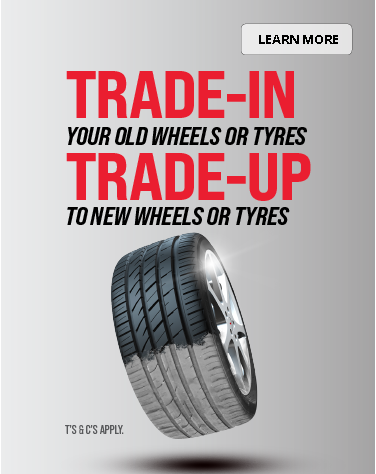 LEARN MORE
TRADE-IN
YOUR OLD WHEELS OR TYRES
TRADE-UP
TO NEW WHEELS OR TYRES
T'S & C'S APPLY.